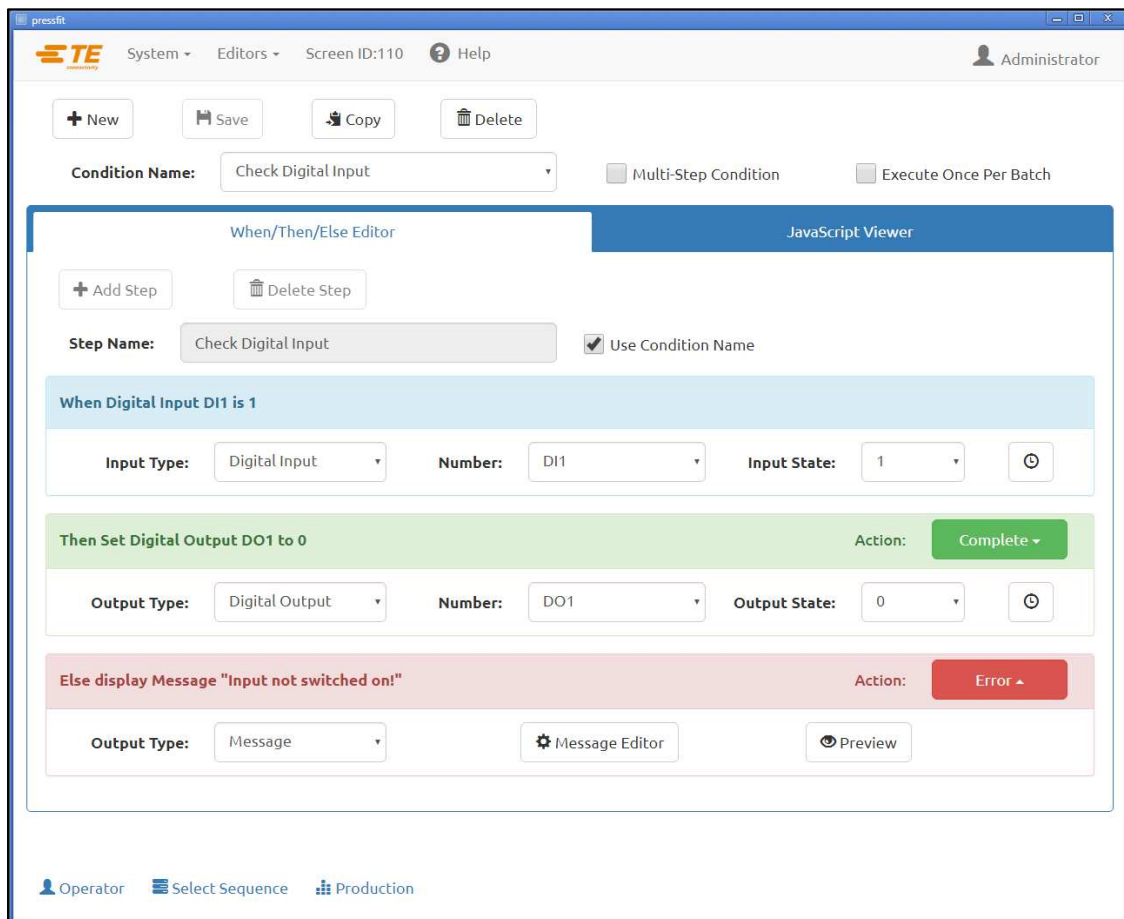 pressfit
TE connectivity System Editors Screen ID:110 Help Administrator
New Save Copy Delete
Condition Name: Check Digital Input Multi-Step Condition Execute Once Per Batch
When/Then/Else Editor JavaScript Viewer
Add Step Delete Step
Step Name: Check Digital Input Use Condition Name
When Digital Input DI1 is 1
Input Type: Digital Input Number: DI1 Input State: 1
Then Set Digital Output DO1 to 0 Action: Complete
Output Type: Digital Output Number: DO1 Output State: 0
Else display Message "Input not switched on!" Action: Error
Output Type: Message Message Editor Preview
Operator Select Sequence Production